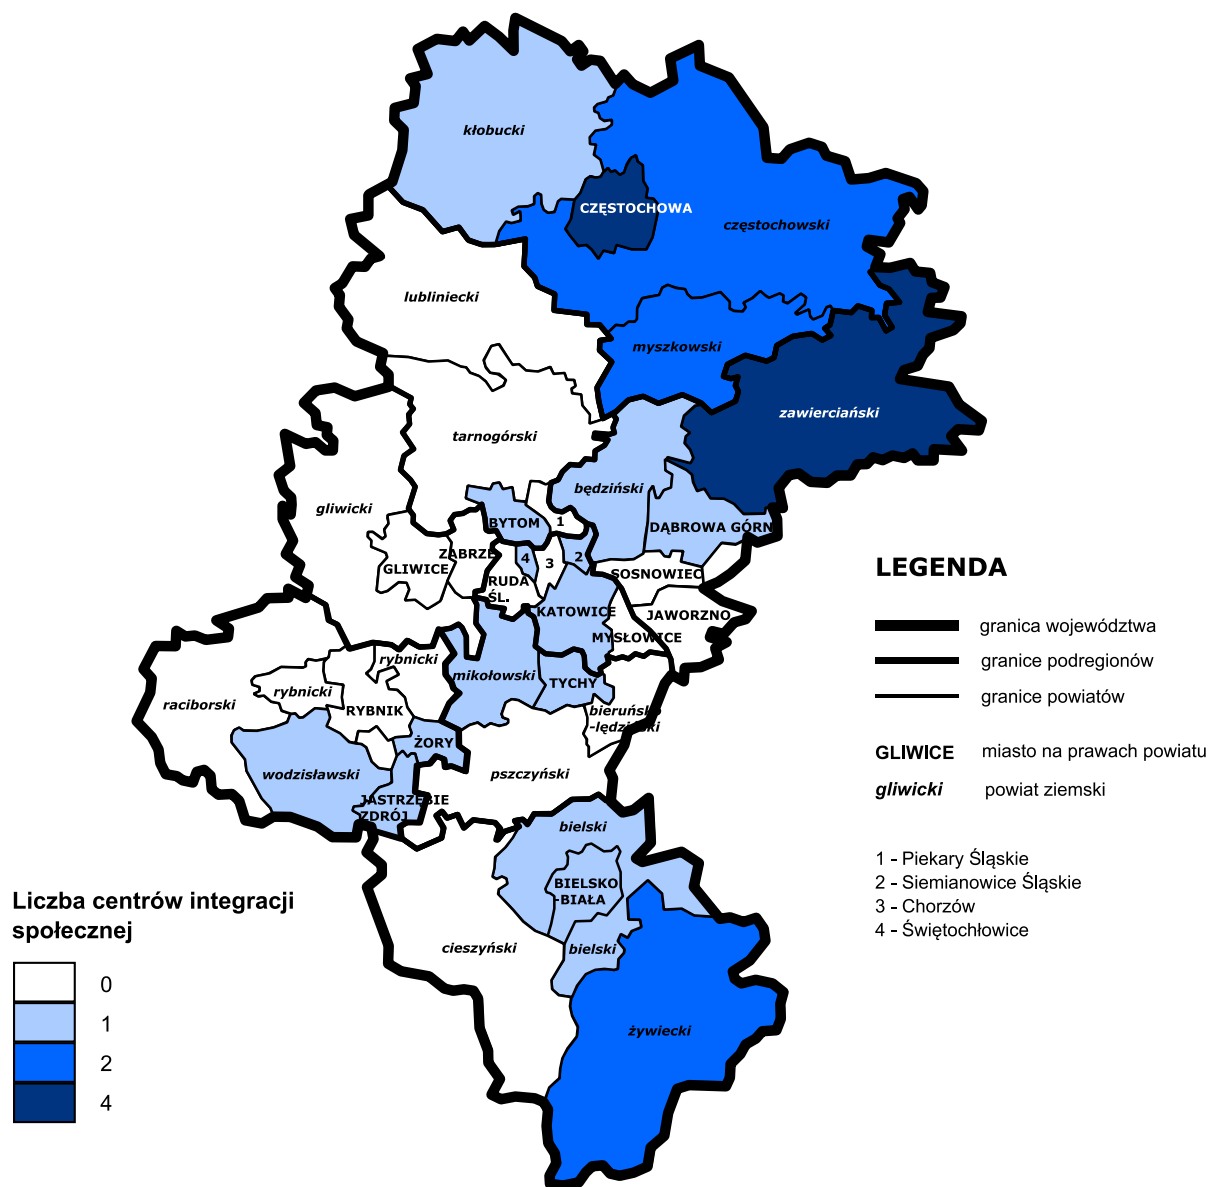 kłobucki
CZĘSTOCHOWA
częstochowski
lubliniecki
myszkowski
zawierciański
tarnogórski
będziński
gliwicki
BYTOM
1
DĄBROWA GÓRN
ZABRZE
GLIWICE
4
3
2
RUDA
ŚL.
SOSNOWIEC
KATOWICE
JAWORZNO
MYSŁOWICE
rybnicki
mikołowski
TYCHY
raciborski
rybnicki
RYBNIK
bieruńsko
-lędziński
ŻORY
wodzisławski
pszczyński
JASTRZĘBIE
ZDRÓJ
bielski
BIELSKO
-BIAŁA
cieszyński
bielski
żywiecki
LEGENDA
granica województwa
granice podregionów
granice powiatów
GLIWICE miasto na prawach powiatu
gliwicki powiat ziemski
1 - Piekary Śląskie
2 - Siemianowice Śląskie
3 - Chorzów
4 - Świętochłowice
Liczba centrów integracji
społecznej
0
1
2
4